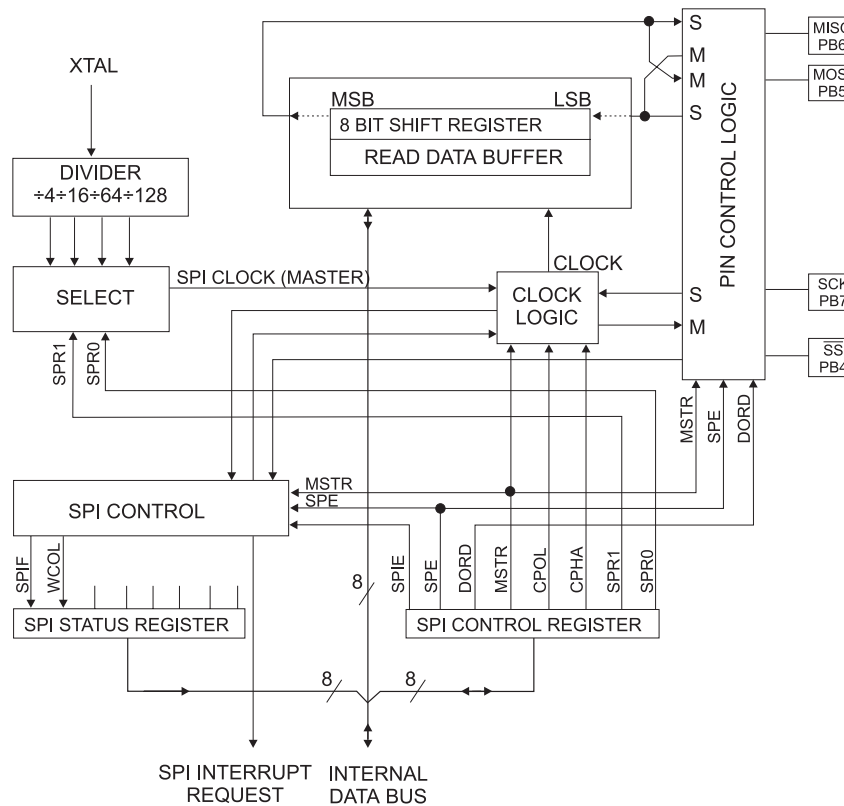 XTAL
DIVIDER
÷4÷16÷64÷128
SELECT
SPR1
SPR0
SPI CLOCK (MASTER)
MSB
LSB
8 BIT SHIFT REGISTER
READ DATA BUFFER
CLOCK
CLOCK
LOGIC
S
M
M
S
S
M
PIN CONTROL LOGIC
MISO
PB6
MOSI
PB5
SCK
PB7
SS
PB4
MSTR
SPE
DORD
SPI CONTROL
MSTR
SPE
SPIF
WCOL
SPI STATUS REGISTER
SPIE
SPE
DORD
MSTR
CPOL
CPHA
SPR1
SPR0
SPI CONTROL REGISTER
8
8
8
SPI INTERRUPT
REQUEST
INTERNAL
DATA BUS